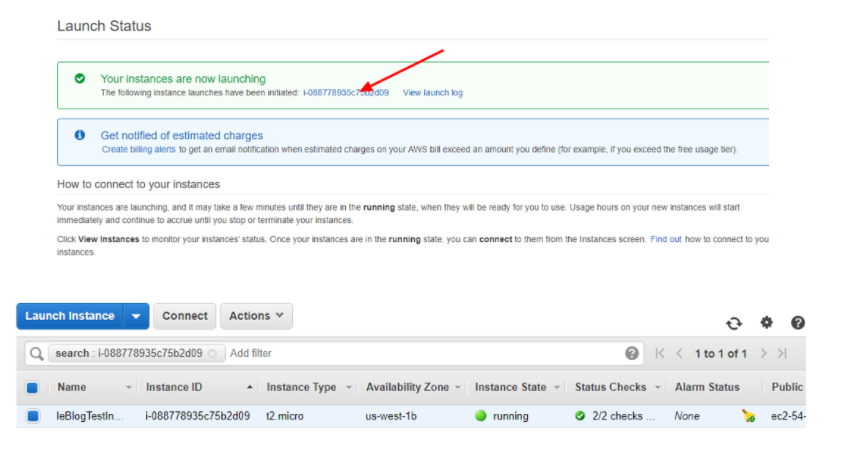 Launch Status
Your instances are now launching
The following instance launches have been initiated: i-088778935c75b2d09 View launch log
Get notified of estimated charges
Create billing alerts to get an email notification when estimated charges on your AWS bill exceed an amount you define (for example, if you exceed the free usage tier).
How to connect to your instances
Your instances are launching, and it may take a few minutes until they are in the running state, when they will be ready for you to use. Usage hours on your new instances will start
immediately and continue to accrue until you stop or terminate your instances.
Click View Instances to monitor your instances' status. Once your instances are in the running state, you can connect to them from the Instances screen. Find out how to connect to you
instances.
Launch Instance Connect Actions
search : i-088778935c75b2d09 Add filter 1 to 1 of 1
Name Instance ID Instance Type Availability Zone Instance State Status Checks Alarm Status Public
IeBlogTestIn... i-088778935c75b2d09 t2.micro us-west-1b running 2/2 checks ... None ec2-54-